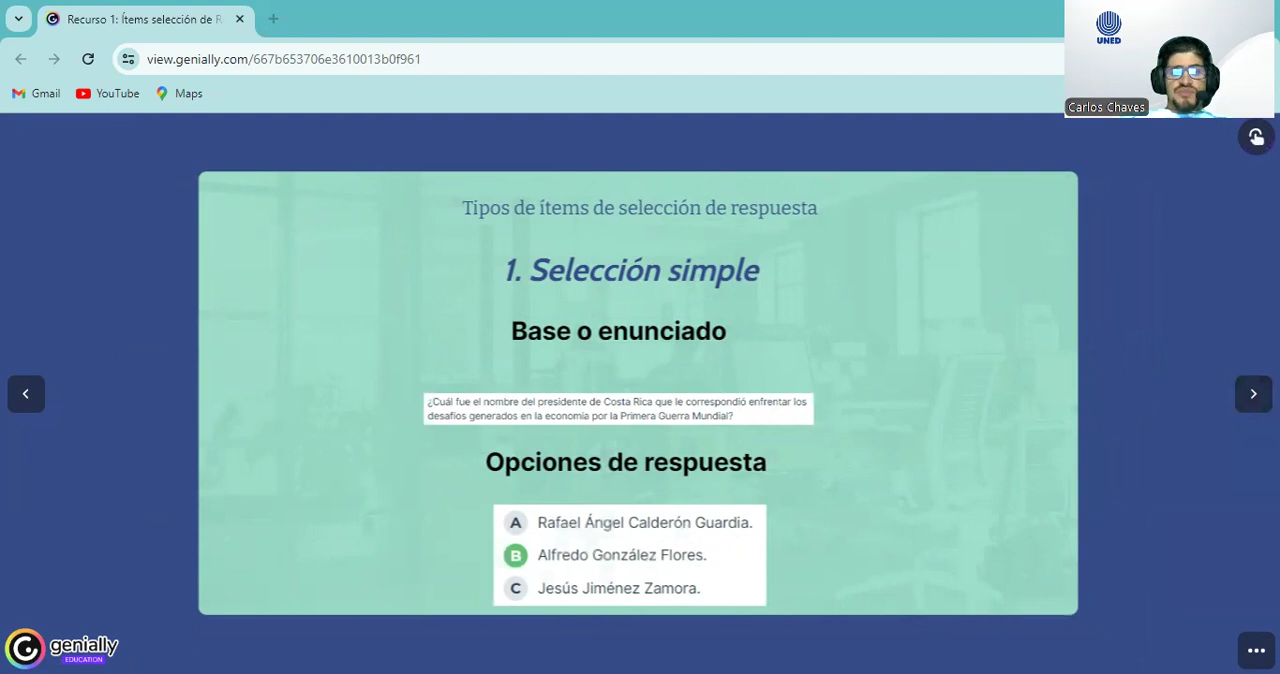 Recurso 1: Ítems selección de R
view.genially.com/667b653706e3610013b0f961
Gmail
YouTube
Maps
UNED
Carlos Chaves
Tipos de ítems de selección de respuesta
1. Selección simple
Base o enunciado
¿Cuál fue el nombre del presidente de Costa Rica que le correspondió enfrentar los
desafíos generados en la economía por la Primera Guerra Mundial?
Opciones de respuesta
A Rafael Ángel Calderón Guardia.
B Alfredo González Flores.
C Jesús Jiménez Zamora.
genially
EDUCATION